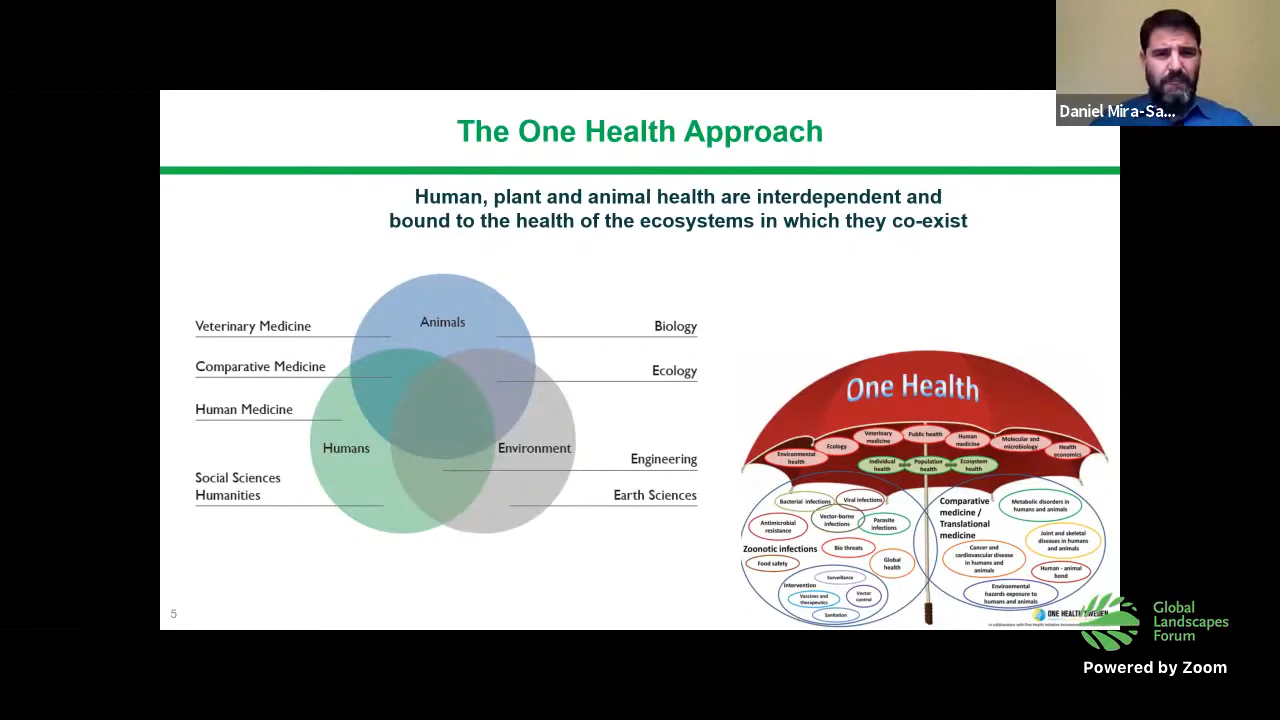 Daniel Mira-Sa...
The One Health Approach
Human, plant and animal health are interdependent and
bound to the health of the ecosystems in which they co-exist
Animals
Humans
Environment
Veterinary Medicine
Comparative Medicine
Human Medicine
Social Sciences
Humanities
Biology
Ecology
Engineering
Earth Sciences
One Health
Environmental
health
Ecology
Veterinary
medicine
Public health
Human
medicine
Molecular and
microbiology
Health
economics
Individual
health
Population
health
Ecosystem
health
Bacterial infections
Viral infections
Antimicrobial
resistance
Vector-borne
infections
Parasite
infections
Zoonotic infections
Bio threats
Food safety
Global
health
Surveillance
Intervention
Vaccines and
therapeutics
Vector
control
Sanitation
Comparative
medicine /
Translational
medicine
Metabolic disorders in
humans and animals
Joint and skeletal
diseases in humans
and animals
Cancer and
cardiovascular disease
in humans and
animals
Human - animal
bond
Environmental
hazards exposure to
humans and animals
ONE HEALTH SWEDEN
in collaboration with One Health Initiative
5
Global
Landscapes
Forum
Powered by Zoom